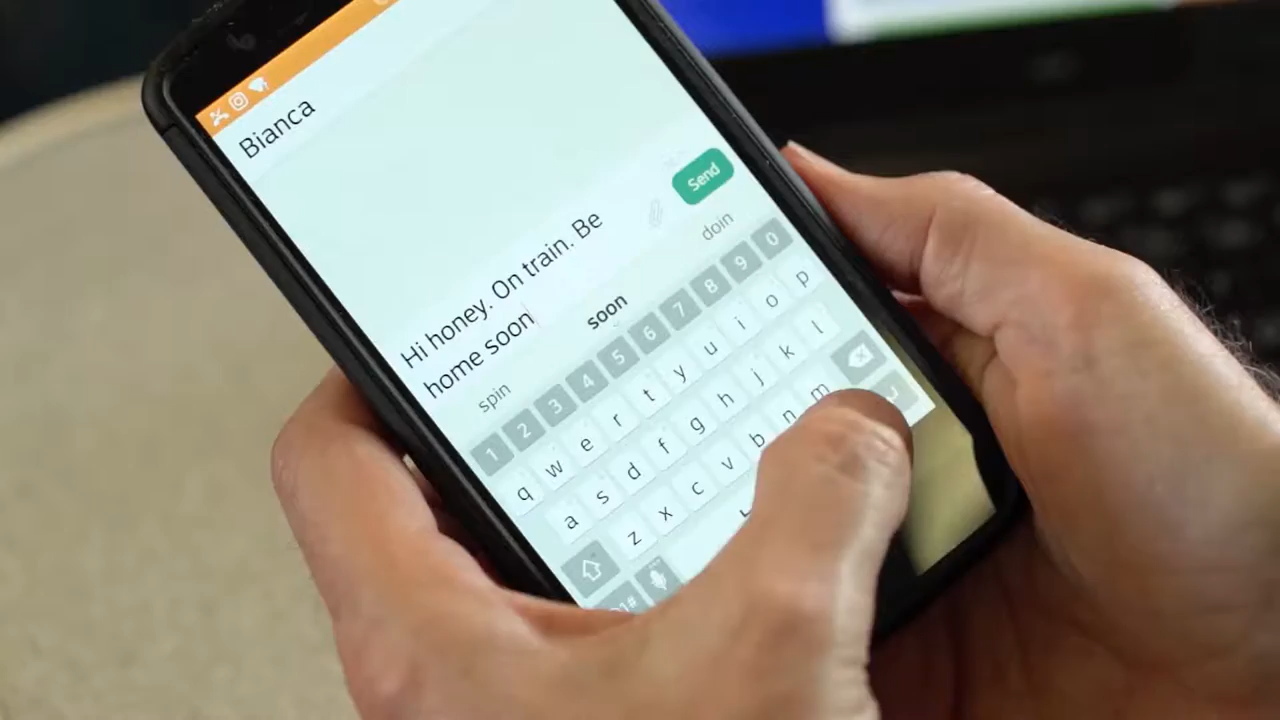 Bianca
Send
Hi honey. On train. Be
home soon
spin soon doin
1 2 3 4 5 6 7 8 9 0
q w e r t y u i o p
a s d f g h j k l
z x c v b n m